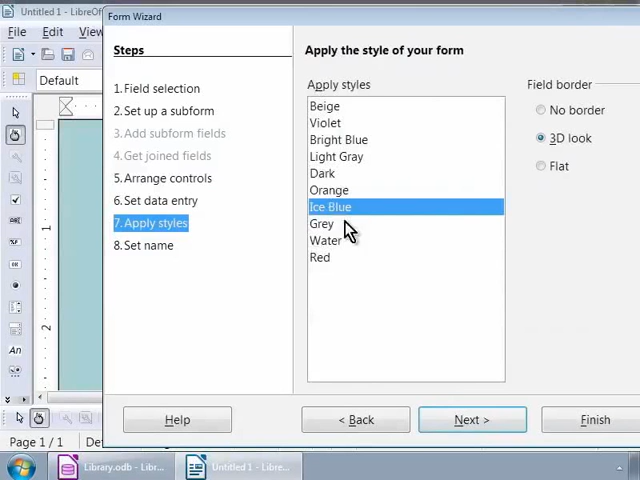 Untitled 1 - LibreOf
Form Wizard
File Edit View
Default
Steps
1. Field selection
2. Set up a subform
3. Add subform fields
4. Get joined fields
5. Arrange controls
6. Set data entry
7. Apply styles
8. Set name
Apply the style of your form
Apply styles
Beige
Violet
Bright Blue
Light Gray
Dark
Orange
Ice Blue
Grey
Water
Red
Field border
No border
3D look
Flat
1
2
Help
< Back
Next >
Finish
Page 1 / 1
Library.odb - Libr...
Untitled 1 - Libre...